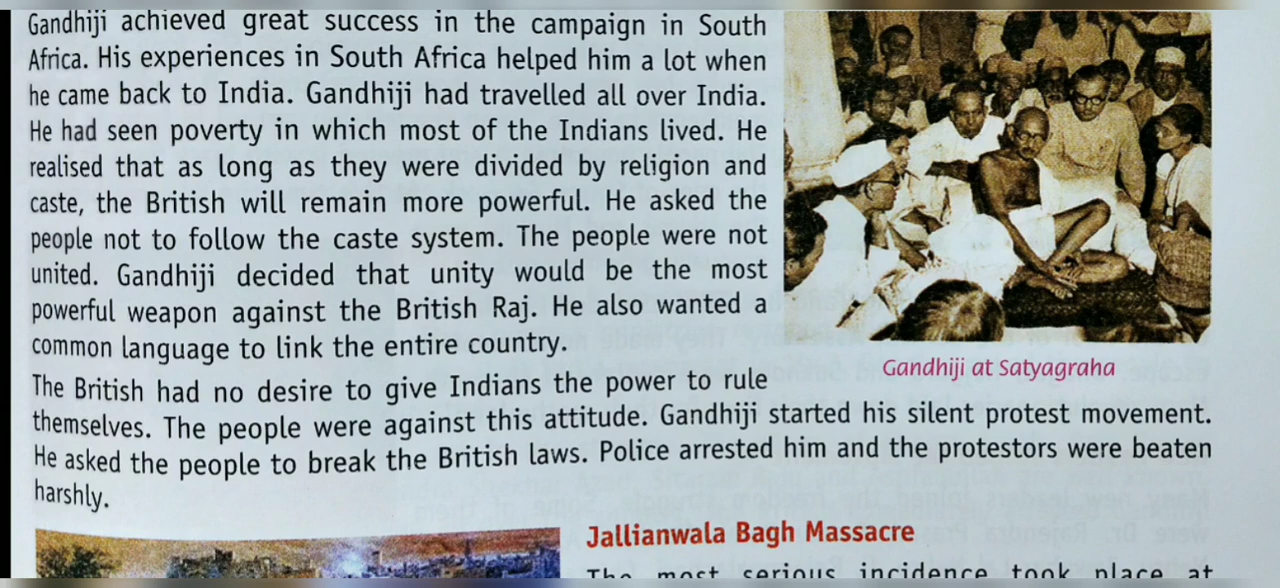 Gandhiji achieved great success in the campaign in South
Africa. His experiences in South Africa helped him a lot when
he came back to India. Gandhiji had travelled all over India.
He had seen poverty in which most of the Indians lived. He
realised that as long as they were divided by religion and
caste, the British will remain more powerful. He asked the
people not to follow the caste system. The people were not
united. Gandhiji decided that unity would be the most
powerful weapon against the British Raj. He also wanted a
common language to link the entire country.
Gandhiji at Satyagraha
The British had no desire to give Indians the power to rule
themselves. The people were against this attitude. Gandhiji started his silent protest movement.
He asked the people to break the British laws. Police arrested him and the protestors were beaten
harshly.
Jallianwala Bagh Massacre
The most serious incidence took place at